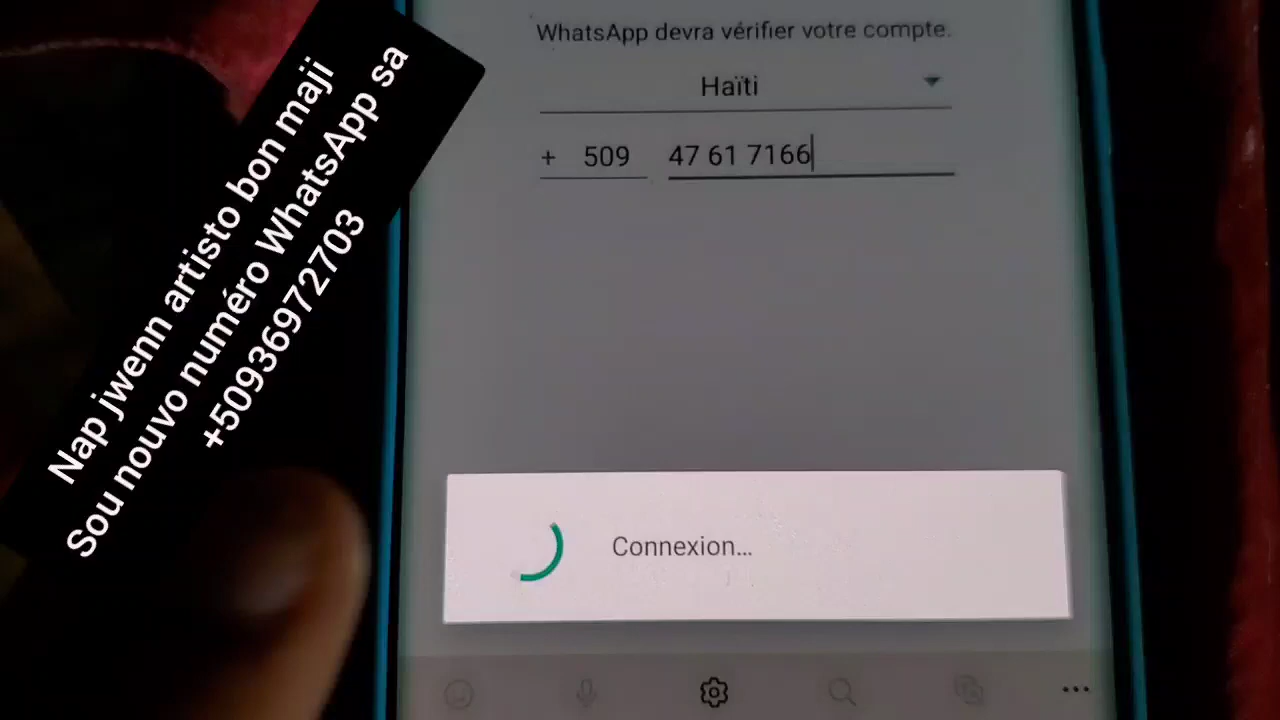 Nap jwenn artisto bon maji
Sou nouvo numéro WhatsApp sa
+50936972703
WhatsApp devra vérifier votre compte.
Haïti
+ 509 47 61 7166
Connexion...